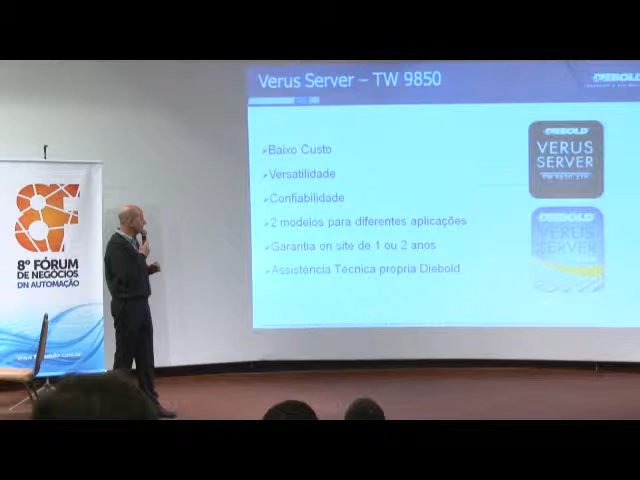 Verus Server – TW 9850
DIEBOLD
Baixo Custo
Versatilidade
Confiabilidade
2 modelos para diferentes aplicações
Garantia on site de 1 ou 2 anos
Assistência Técnica propria Diebold
DIEBOLD
VERUS
SERVER
DIEBOLD
VERUS
SERVER
8º FÓRUM
DE NEGÓCIOS
DN AUTOMAÇÃO